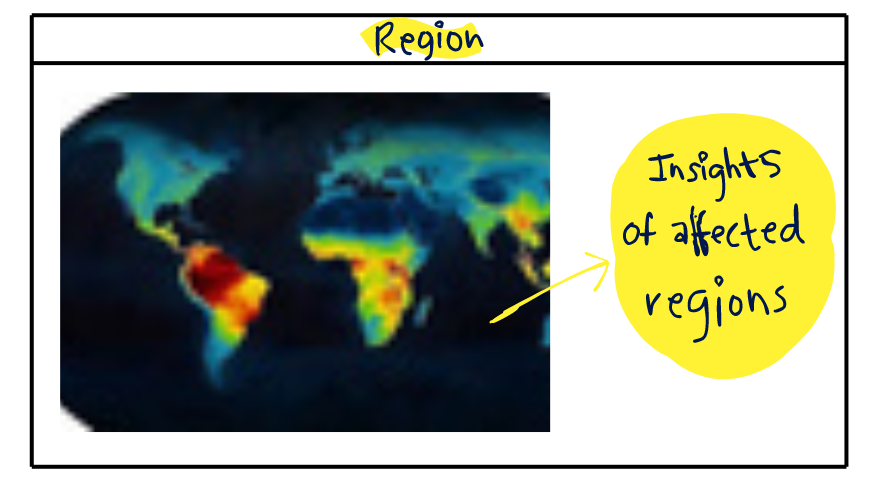 Region
Insights
of affected
regions